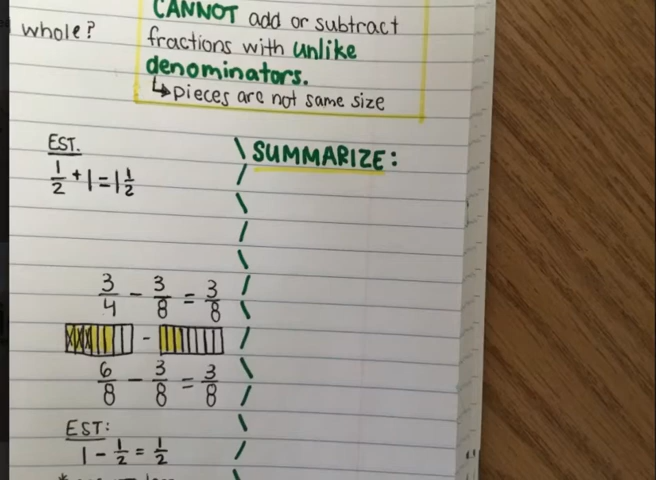 CANNOT add or subtract
whole?
fractions with unlike
denominators.
↳pieces are not same size
EST.
1/2 + 1 = 1 1/2
SUMMARIZE:
3/4 - 3/8 = 3/8
-
6/8 - 3/8 = 3/8
EST:
1 - 1/2 = 1/2